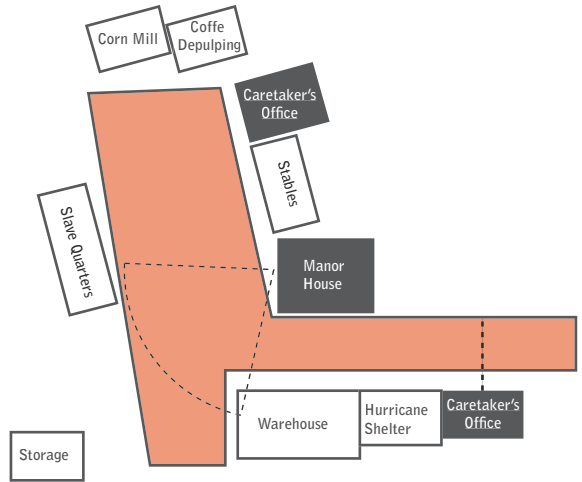 Corn Mill
Coffe
Depulping
Caretaker's
Office
Stables
Slave Quarters
Manor
House
Warehouse
Hurricane
Shelter
Caretaker's
Office
Storage